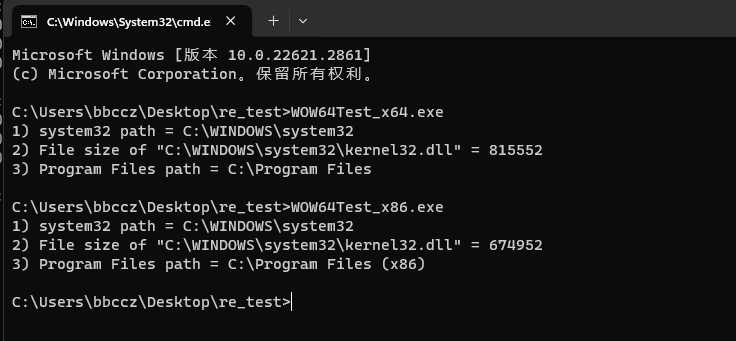 C:\Windows\System32\cmd.e
Microsoft Windows [版本 10.0.22621.2861]
(c) Microsoft Corporation。保留所有权利。
C:\Users\bbccz\Desktop\re_test>WOW64Test_x64.exe
1) system32 path = C:\WINDOWS\system32
2) File size of "C:\WINDOWS\system32\kernel32.dll" = 815552
3) Program Files path = C:\Program Files
C:\Users\bbccz\Desktop\re_test>WOW64Test_x86.exe
1) system32 path = C:\WINDOWS\system32
2) File size of "C:\WINDOWS\system32\kernel32.dll" = 674952
3) Program Files path = C:\Program Files (x86)
C:\Users\bbccz\Desktop\re_test>